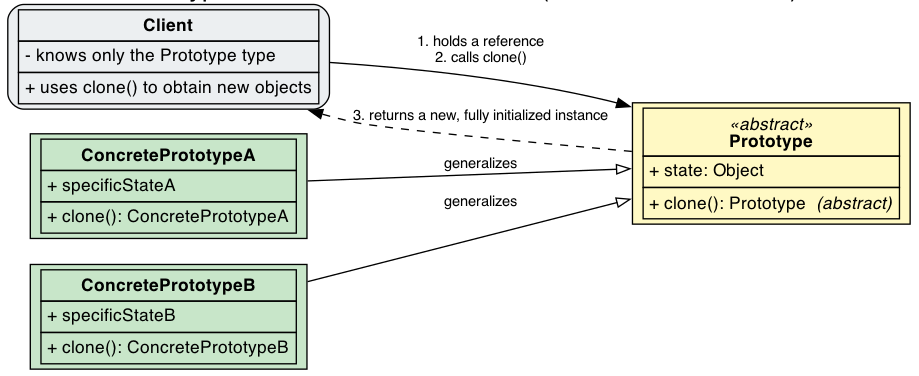 Client
- knows only the Prototype type
+ uses clone() to obtain new objects
1. holds a reference
2. calls clone()
3. returns a new, fully initialized instance
«abstract»
Prototype
+ state: Object
+ clone(): Prototype (abstract)
ConcretePrototypeA
+ specificStateA
+ clone(): ConcretePrototypeA
generalizes
generalizes
ConcretePrototypeB
+ specificStateB
+ clone(): ConcretePrototypeB